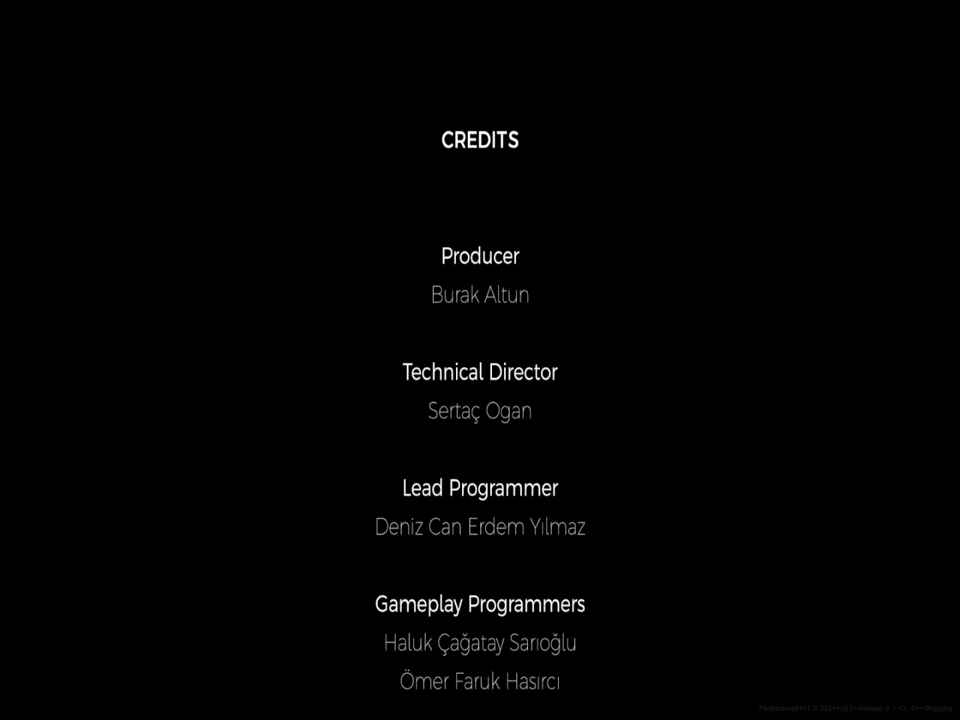 CREDITS
Producer
Burak Altun
Technical Director
Sertaç Ogan
Lead Programmer
Deniz Can Erdem Yılmaz
Gameplay Programmers
Haluk Çağatay Sarıoğlu
Ömer Faruk Hasırcı